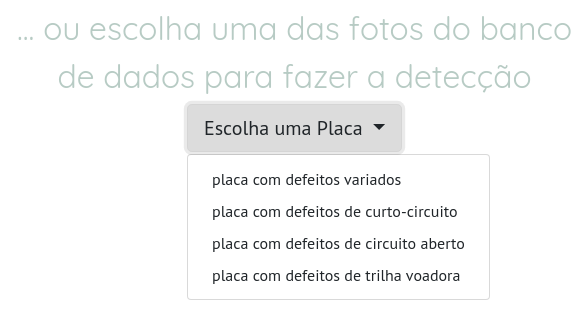 ... ou escolha uma das fotos do banco
de dados para fazer a detecção
Escolha uma Placa
placa com defeitos variados
placa com defeitos de curto-circuito
placa com defeitos de circuito aberto
placa com defeitos de trilha voadora